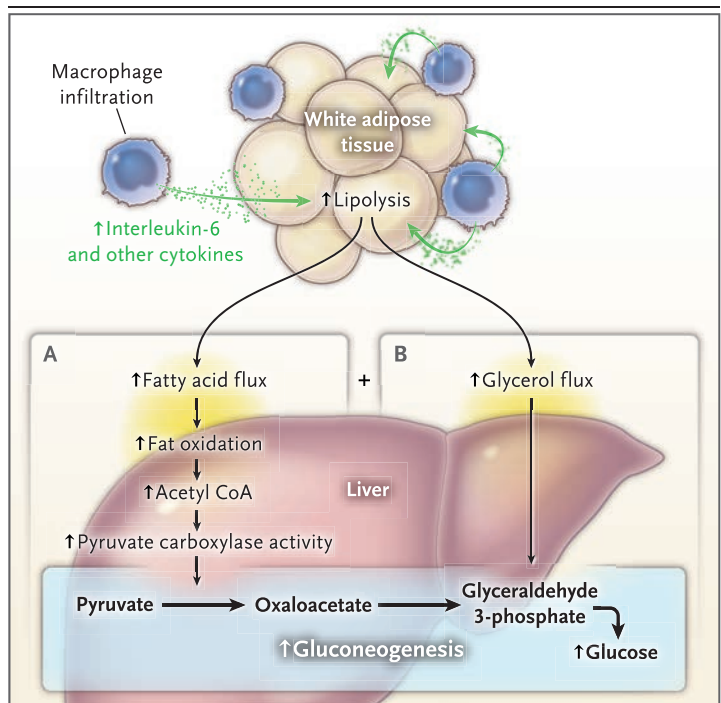 Macrophage
infiltration
White adipose
tissue
↑Lipolysis
↑Interleukin-6
and other cytokines
A
B
↑Fatty acid flux
+
↑Glycerol flux
↑Fat oxidation
↑Acetyl CoA
Liver
↑Pyruvate carboxylase activity
Pyruvate
Oxaloacetate
Glyceraldehyde
3-phosphate
↑Gluconeogenesis
↑Glucose